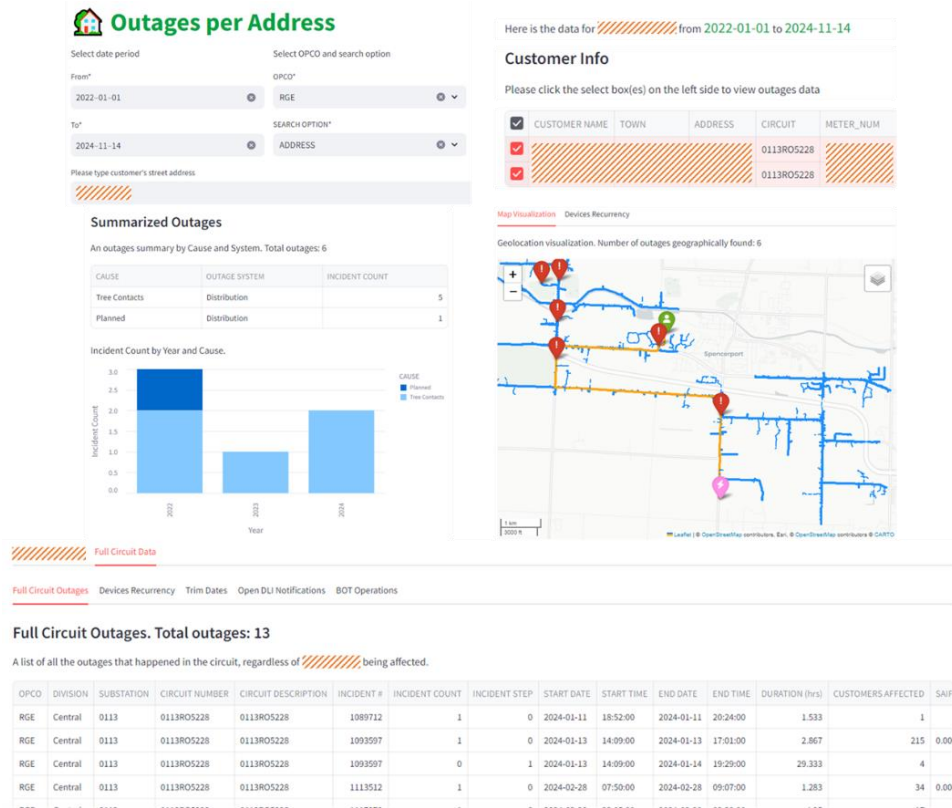 Outages per Address
Select date period
Select OPCO and search option
From*
OPCO*
2022-01-01
RGE
To*
SEARCH OPTION*
2024-11-14
ADDRESS
Please type customer's street address
Summarized Outages
An outages summary by Cause and System. Total outages: 6
CAUSE OUTAGE SYSTEM INCIDENT COUNT
Tree Contacts Distribution 5
Planned Distribution 1
Incident Count by Year and Cause.
3.0
2.5
2.0
1.5
1.0
0.5
0.0
Incident Count
2022 2023 2024
Year
CAUSE
Planned
Tree Contacts
Here is the data for from 2022-01-01 to 2024-11-14
Customer Info
Please click the select box(es) on the left side to view outages data
CUSTOMER NAME TOWN ADDRESS CIRCUIT METER_NUM
0113RO5228
0113RO5228
Map Visualization Devices Recurrency
Geolocation visualization. Number of outages geographically found: 6
+
−
Spencerport
1 km
3000 ft
Leaflet | © OpenStreetMap contributors, Esri, © OpenStreetMap contributors © CARTO
Full Circuit Data
Full Circuit Outages Devices Recurrency Trim Dates Open DLI Notifications BOT Operations
Full Circuit Outages. Total outages: 13
A list of all the outages that happened in the circuit, regardless of being affected.
OPCO DIVISION SUBSTATION CIRCUIT NUMBER CIRCUIT DESCRIPTION INCIDENT # INCIDENT COUNT INCIDENT STEP START DATE START TIME END DATE END TIME DURATION (hrs) CUSTOMERS AFFECTED SAIF
RGE Central 0113 0113RO5228 0113RO5228 1089712 1 0 2024-01-11 18:52:00 2024-01-11 20:24:00 1.533 1
RGE Central 0113 0113RO5228 0113RO5228 1093597 1 0 2024-01-13 14:09:00 2024-01-13 17:01:00 2.867 215 0.00
RGE Central 0113 0113RO5228 0113RO5228 1093597 0 1 2024-01-13 14:09:00 2024-01-14 19:29:00 29.333 4
RGE Central 0113 0113RO5228 0113RO5228 1113512 1 0 2024-02-28 07:50:00 2024-02-28 09:07:00 1.283 34 0.00